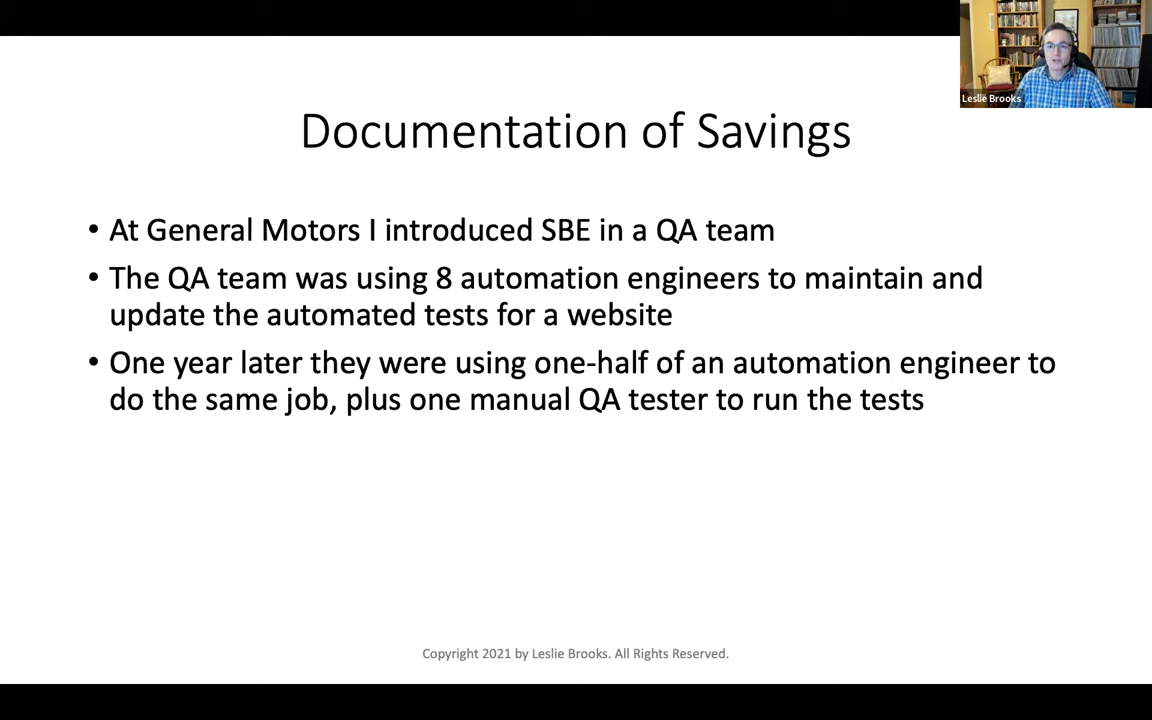 Leslie Brooks
Documentation of Savings
• At General Motors I introduced SBE in a QA team
• The QA team was using 8 automation engineers to maintain and
update the automated tests for a website
• One year later they were using one-half of an automation engineer to
do the same job, plus one manual QA tester to run the tests
Copyright 2021 by Leslie Brooks. All Rights Reserved.